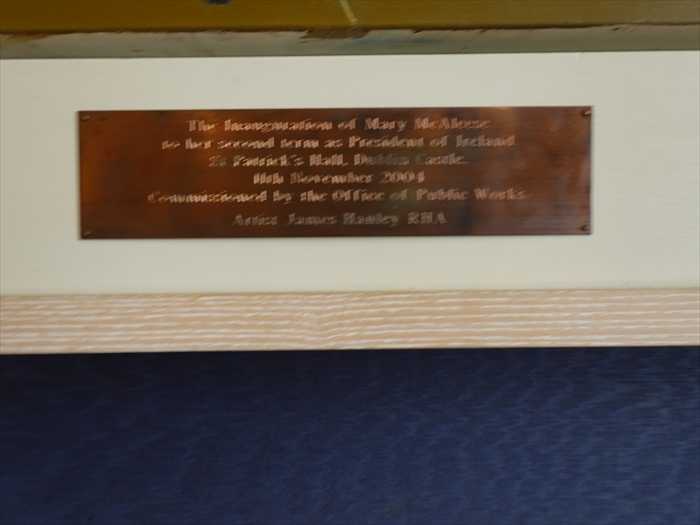 The Inauguration of Mary McAleese
to her second term as President of Ireland
St Patrick's Hall, Dublin Castle.
11th November 2004
Commissioned by the Office of Public Works
Artist James Hanley RHA